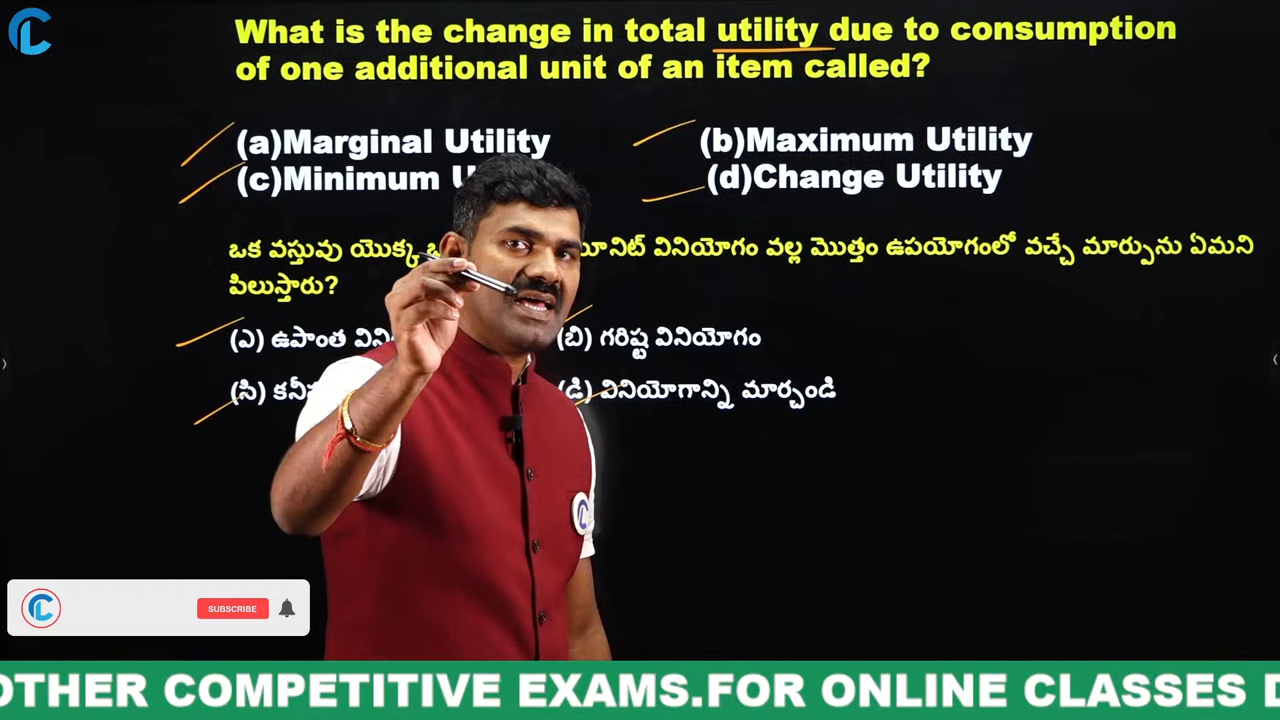 What is the change in total utility due to consumption
of one additional unit of an item called?
(a)Marginal Utility (b)Maximum Utility
(c)Minimum (d)Change Utility
ఒక వస్తువు యొక్క వినియోగం వల్ల మొత్తం ఉపయోగంలో వచ్చే మార్పును ఏమని
పిలుస్తారు?
(ఎ) ఉపాంత (బి) గరిష్ట వినియోగం
(సి) (డి) వినియోగాన్ని మార్చండి
SUBSCRIBE
OTHER COMPETITIVE EXAMS.FOR ONLINE CLASSES